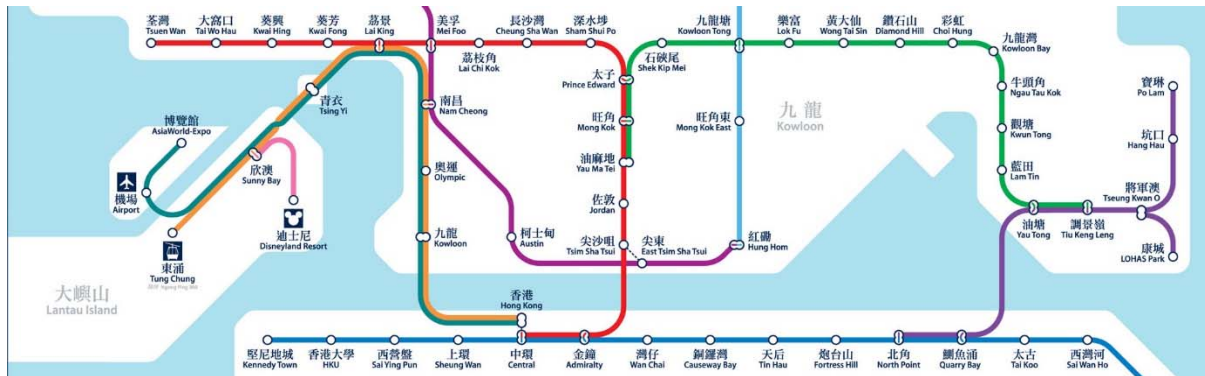 荃灣
Tsuen Wan
大窩口
Tai Wo Hau
葵興
Kwai Hing
葵芳
Kwai Fong
荔景
Lai King
美孚
Mei Foo
荔枝角
Lai Chi Kok
長沙灣
Cheung Sha Wan
深水埗
Sham Shui Po
太子
Prince Edward
石硤尾
Shek Kip Mei
九龍塘
Kowloon Tong
樂富
Lok Fu
黃大仙
Wong Tai Sin
鑽石山
Diamond Hill
彩虹
Choi Hung
九龍灣
Kowloon Bay
牛頭角
Ngau Tau Kok
觀塘
Kwun Tong
藍田
Lam Tin
寶琳
Po Lam
坑口
Hang Hau
將軍澳
Tseung Kwan O
油塘
Yau Tong
調景嶺
Tiu Keng Leng
康城
LOHAS Park
青衣
Tsing Yi
南昌
Nam Cheong
旺角
Mong Kok
旺角東
Mong Kok East
九龍
Kowloon
博覽館
AsiaWorld-Expo
欣澳
Sunny Bay
奧運
Olympic
油麻地
Yau Ma Tei
機場
Airport
迪士尼
Disneyland Resort
九龍
Kowloon
柯士甸
Austin
佐敦
Jordan
尖沙咀
Tsim Sha Tsui
尖東
East Tsim Sha Tsui
紅磡
Hung Hom
東涌
Tung Chung
大嶼山
Lantau Island
香港
Hong Kong
堅尼地城
Kennedy Town
香港大學
HKU
西營盤
Sai Ying Pun
上環
Sheung Wan
中環
Central
金鐘
Admiralty
灣仔
Wan Chai
銅鑼灣
Causeway Bay
天后
Tin Hau
炮台山
Fortress Hill
北角
North Point
鰂魚涌
Quarry Bay
太古
Tai Koo
西灣河
Sai Wan Ho